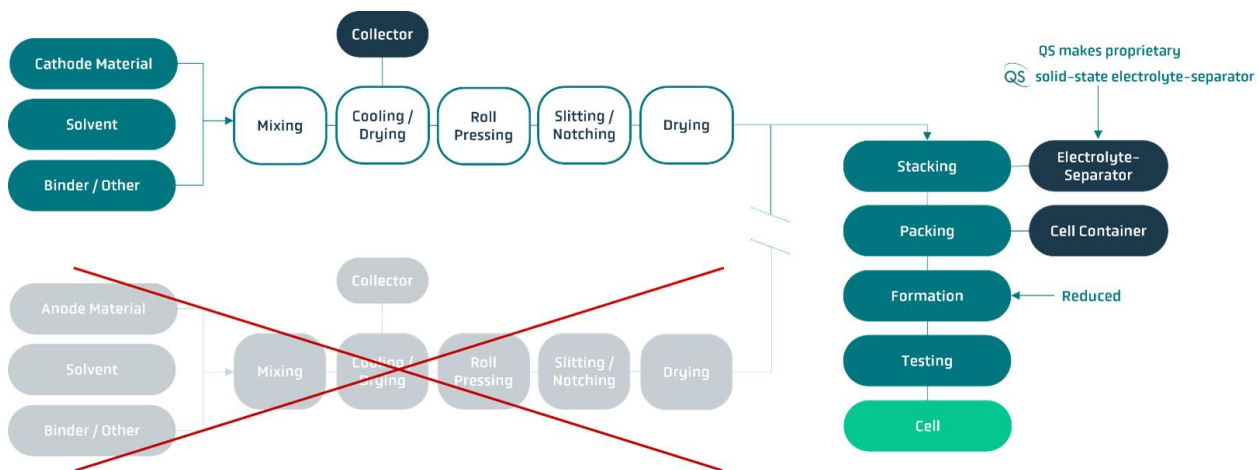 Collector
QS makes proprietary
QS solid-state electrolyte-separator
Cathode Material
Solvent
Binder / Other
Mixing
Cooling /
Drying
Roll
Pressing
Slitting /
Notching
Drying
Stacking
Electrolyte-
Separator
Packing
Cell Container
Formation
Reduced
Testing
Cell
Collector
Anode Material
Solvent
Binder / Other
Mixing
Cooling /
Drying
Roll
Pressing
Slitting /
Notching
Drying